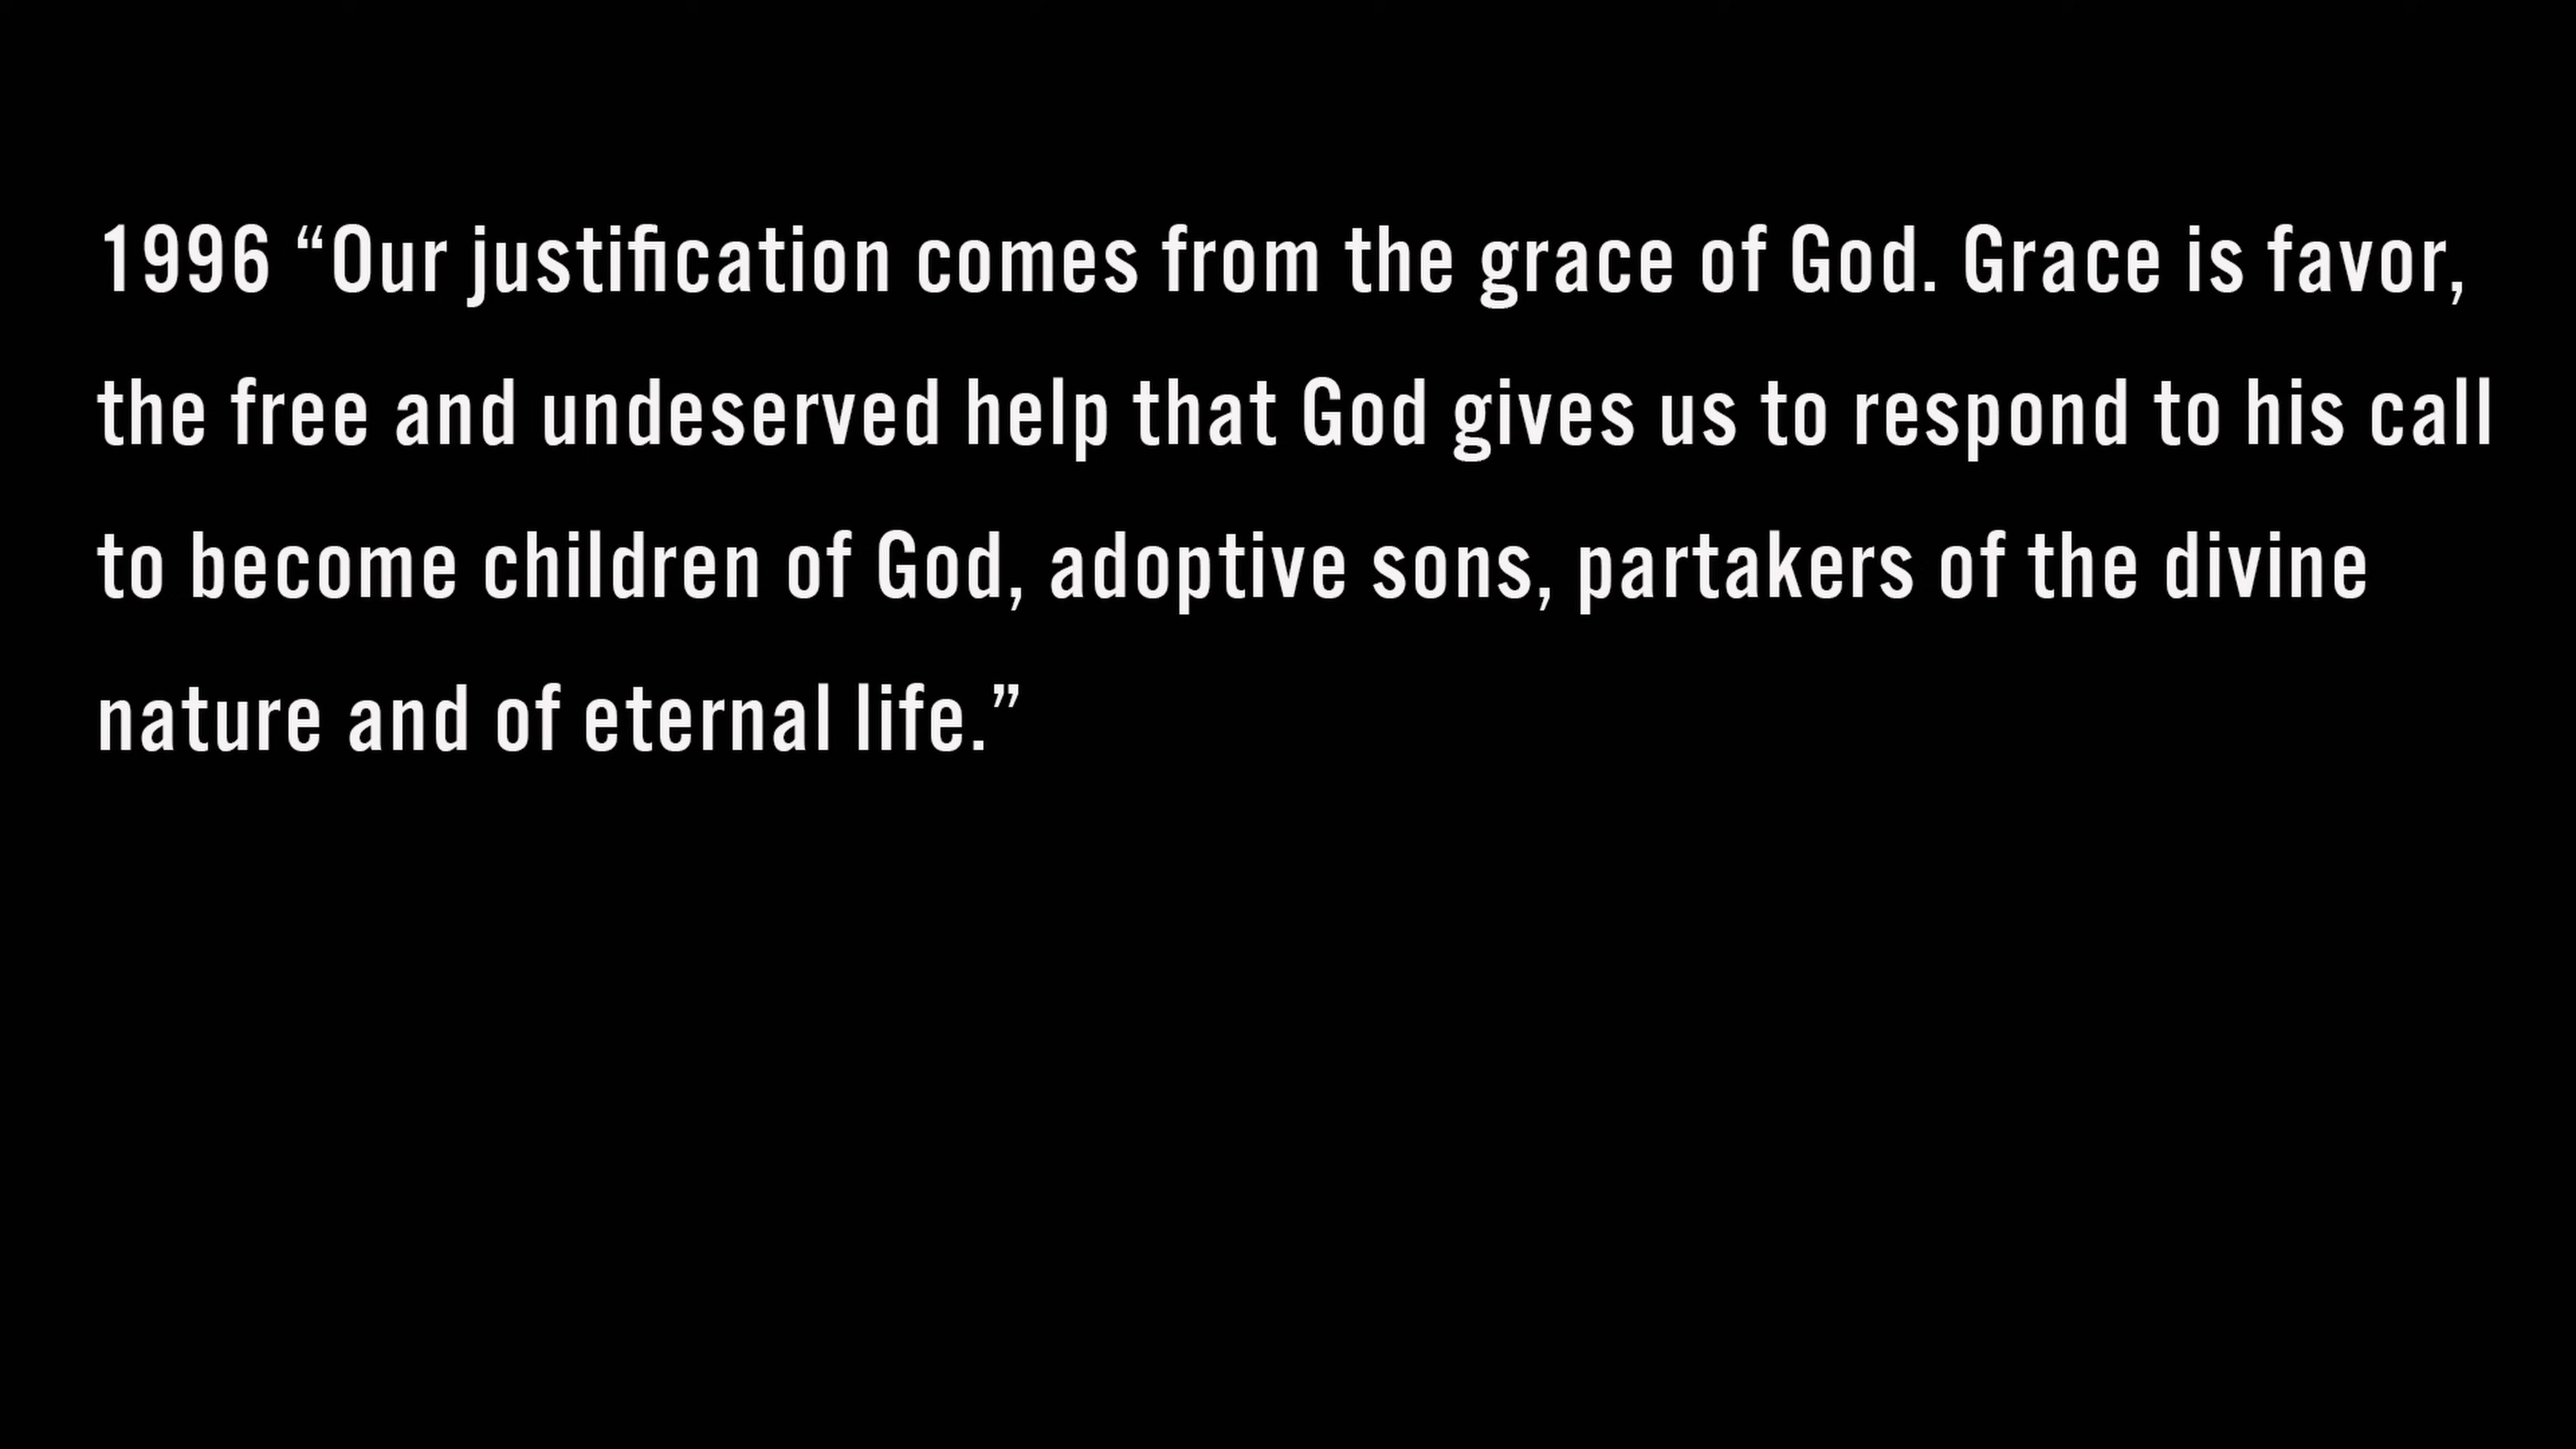 1996 “Our justification comes from the grace of God. Grace is favor,
the free and undeserved help that God gives us to respond to his call
to become children of God, adoptive sons, partakers of the divine
nature and of eternal life.”